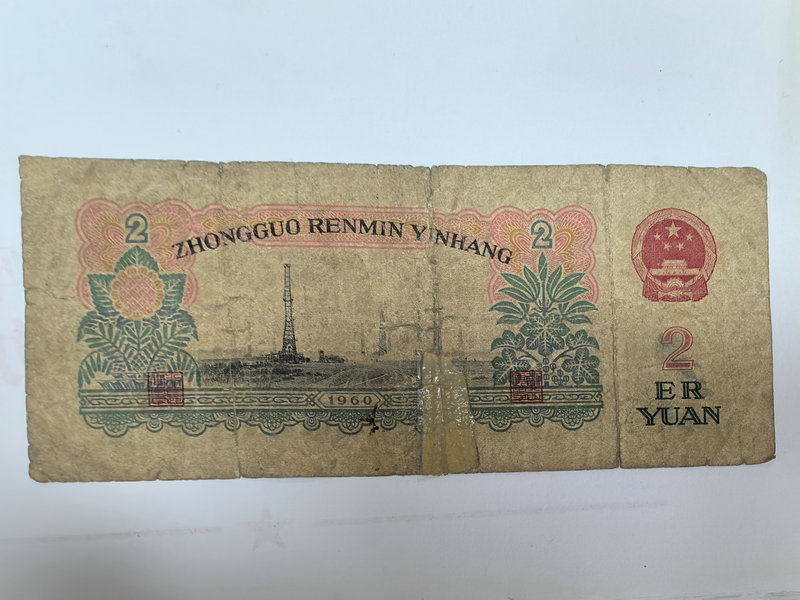 2
ZHONGGUO RENMIN YINHANG
2
2
ER
YUAN
1960